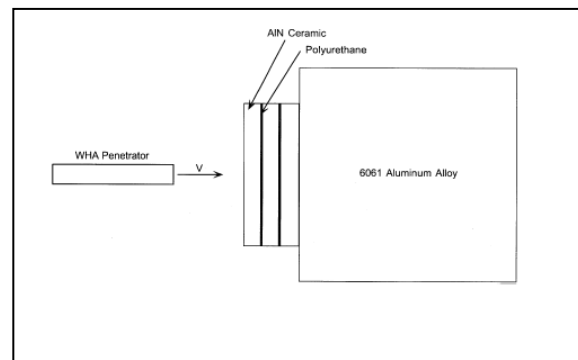 AlN Ceramic
Polyurethane
WHA Penetrator
V
6061 Aluminum Alloy